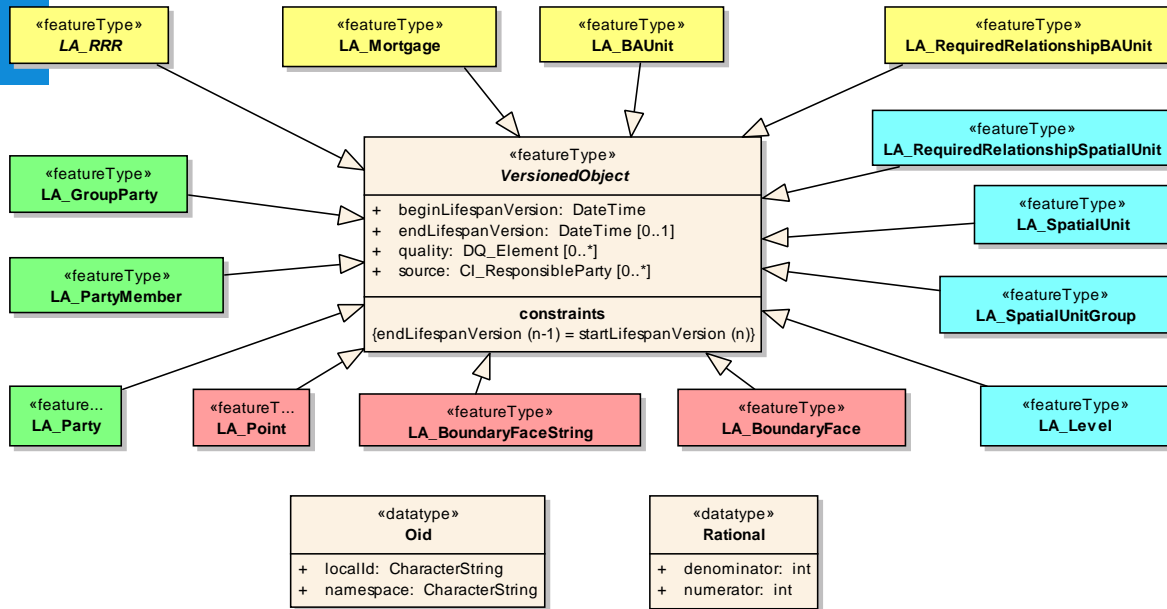 «featureType»
LA_RRR
«featureType»
LA_Mortgage
«featureType»
LA_BAUnit
«featureType»
LA_RequiredRelationshipBAUnit
«featureType»
VersionedObject
+ beginLifespanVersion: DateTime
+ endLifespanVersion: DateTime [0..1]
+ quality: DQ_Element [0..*]
+ source: CI_ResponsibleParty [0..*]
constraints
{endLifespanVersion (n-1) = startLifespanVersion (n)}
«featureType»
LA_GroupParty
«featureType»
LA_PartyMember
«feature...
LA_Party
«featureT...
LA_Point
«featureType»
LA_BoundaryFaceString
«featureType»
LA_BoundaryFace
«featureType»
LA_RequiredRelationshipSpatialUnit
«featureType»
LA_SpatialUnit
«featureType»
LA_SpatialUnitGroup
«featureType»
LA_Level
«datatype»
Oid
+ localId: CharacterString
+ namespace: CharacterString
«datatype»
Rational
+ denominator: int
+ numerator: int